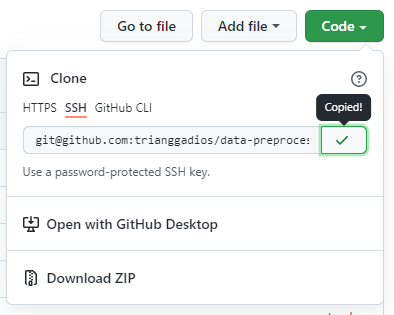 Go to file Add file Code
Clone
Copied!
HTTPS SSH GitHub CLI
git@github.com:trianggadios/data-preproces
Use a password-protected SSH key.
Open with GitHub Desktop
Download ZIP